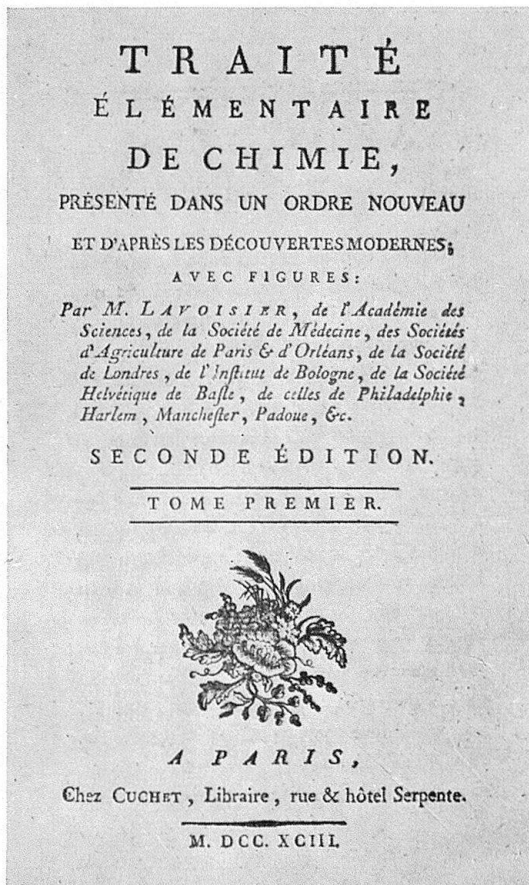 TRAITÉ
ÉLÉMENTAIRE
DE CHIMIE,
PRÉSENTÉ DANS UN ORDRE NOUVEAU
ET D'APRÈS LES DÉCOUVERTES MODERNES;
AVEC FIGURES:
Par M. LAVOISIER, de l'Académie des
Sciences, de la Société de Médecine, des Sociétés
d'Agriculture de Paris & d'Orléans, de la Société
de Londres, de l'Inſtitut de Bologne, de la Société
Helvétique de Baſle, de celles de Philadelphie,
Harlem, Mancheſter, Padoue, &c.
SECONDE ÉDITION.
TOME PREMIER.
A PARIS,
Chez CUCHET, Libraire, rue & hôtel Serpente.
M. DCC. XCIII.